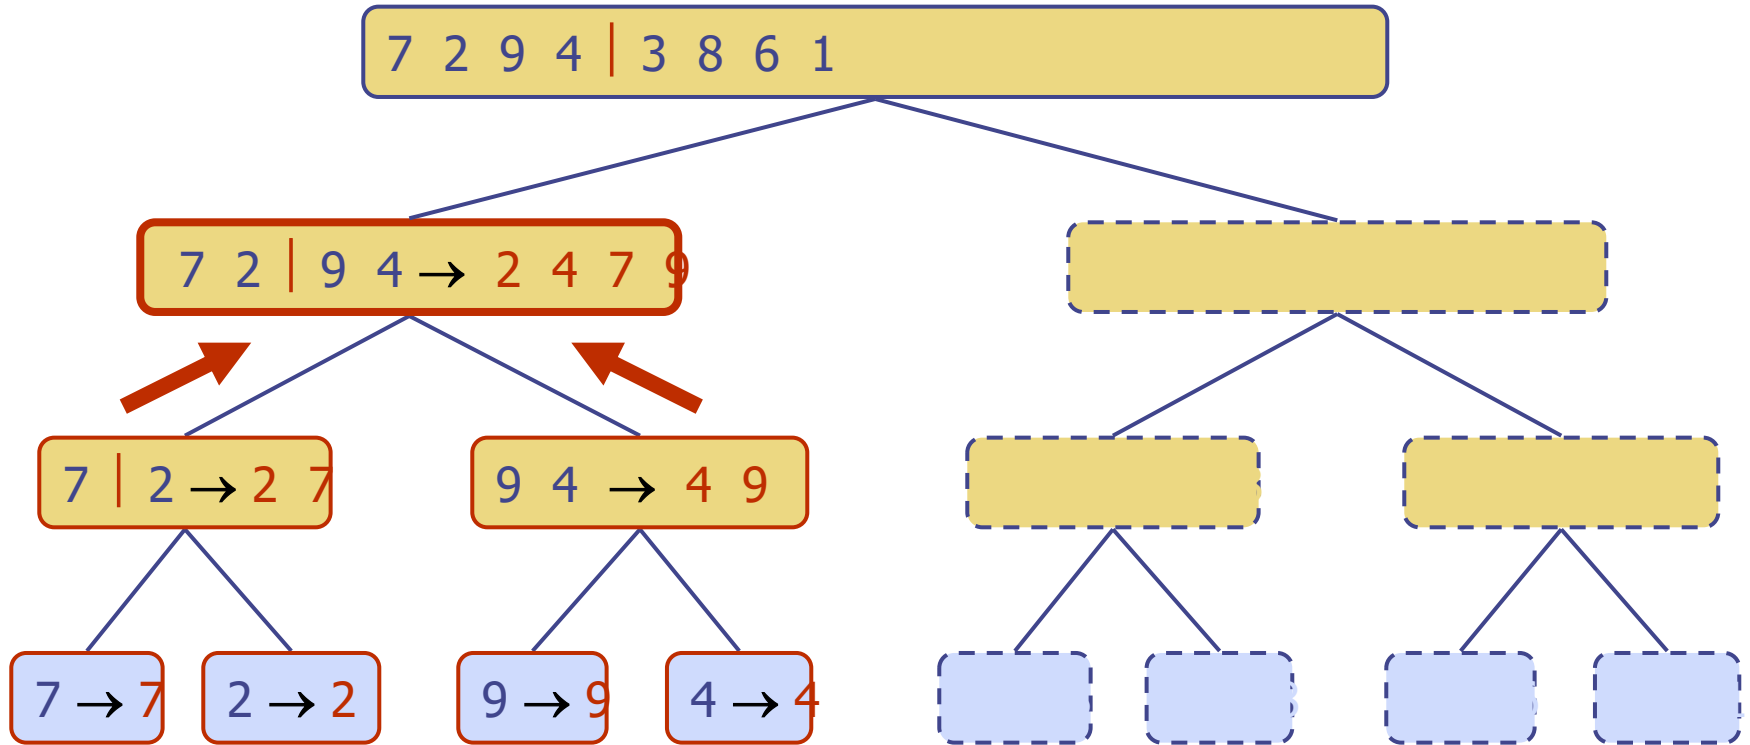 7 2 9 4 | 3 8 6 1
7 2 | 9 4 → 2 4 7 9
7 | 2 → 2 7
9 4 → 4 9
7 → 7
2 → 2
9 → 9
4 → 4